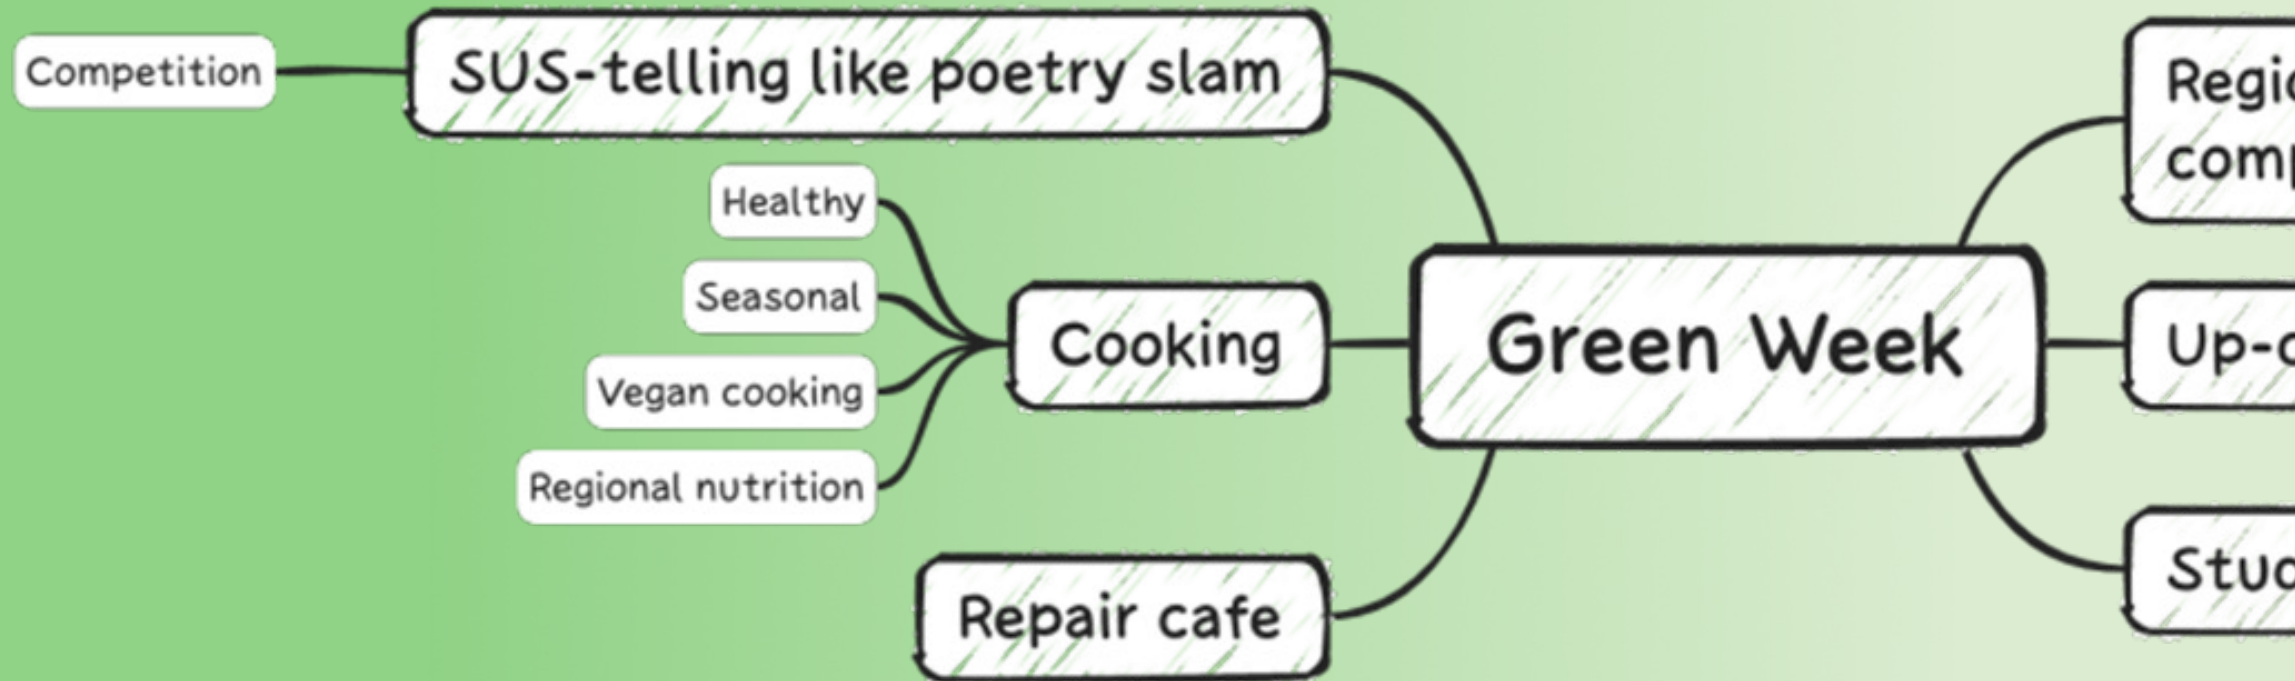 Competition
SUS-telling like poetry slam
Healthy
Seasonal
Vegan cooking
Regional nutrition
Cooking
Repair cafe
Green Week